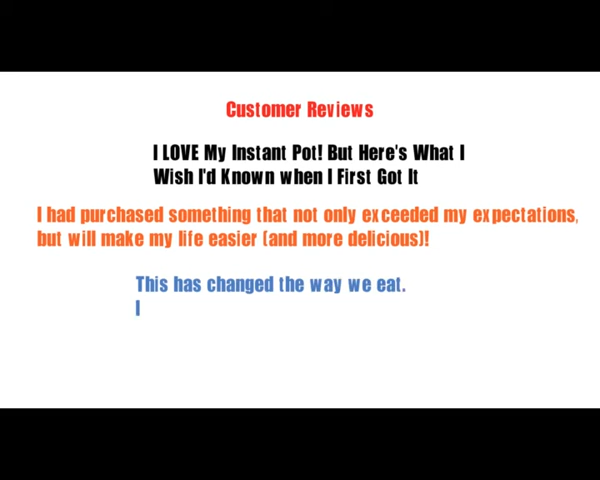 Customer Reviews
I LOVE My Instant Pot! But Here's What I
Wish I'd Known when I First Got It
I had purchased something that not only exceeded my expectations,
but will make my life easier (and more delicious)!
This has changed the way we eat.
I